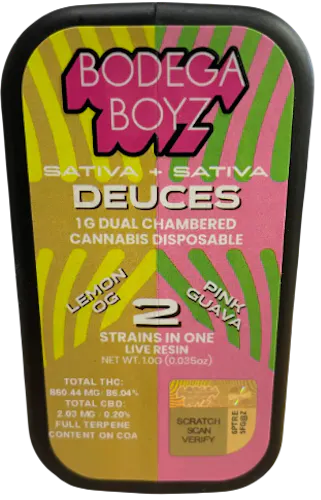 BODEGA
BOYZ
SATIVA + SATIVA
DEUCES
1G DUAL CHAMBERED
CANNABIS DISPOSABLE
LEMON
OG
PINK
GUAVA
2
STRAINS IN ONE
LIVE RESIN
NET WT. 1.0G (0.035oz)
TOTAL THC:
860.44 MG· 86.04%
TOTAL CBD:
2.03 MG · 0.20%
FULL TERPENE
CONTENT ON COA
SCRATCH
SCAN
VERIFY